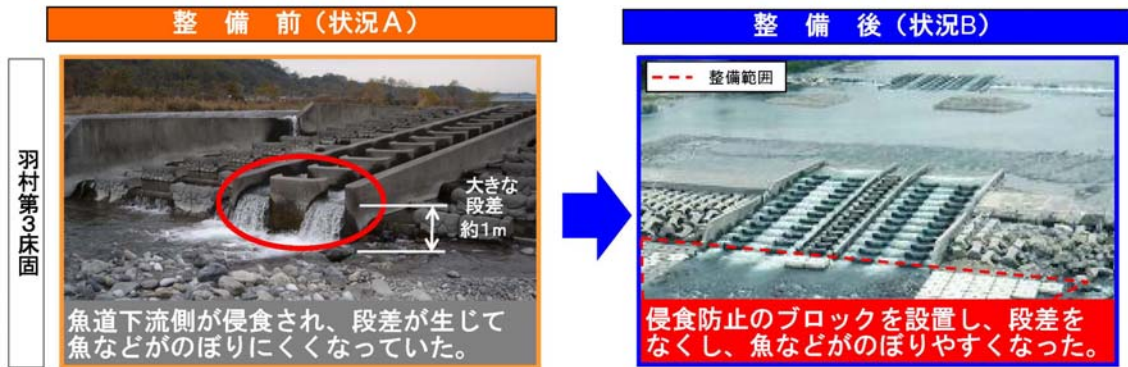 整 備 前（状況A）
整 備 後（状況B）
羽村第3床固
大きな
段差
約1m
魚道下流側が侵食され、段差が生じて
魚などがのぼりにくくなっていた。
整備範囲
侵食防止のブロックを設置し、段差を
なくし、魚などがのぼりやすくなった。